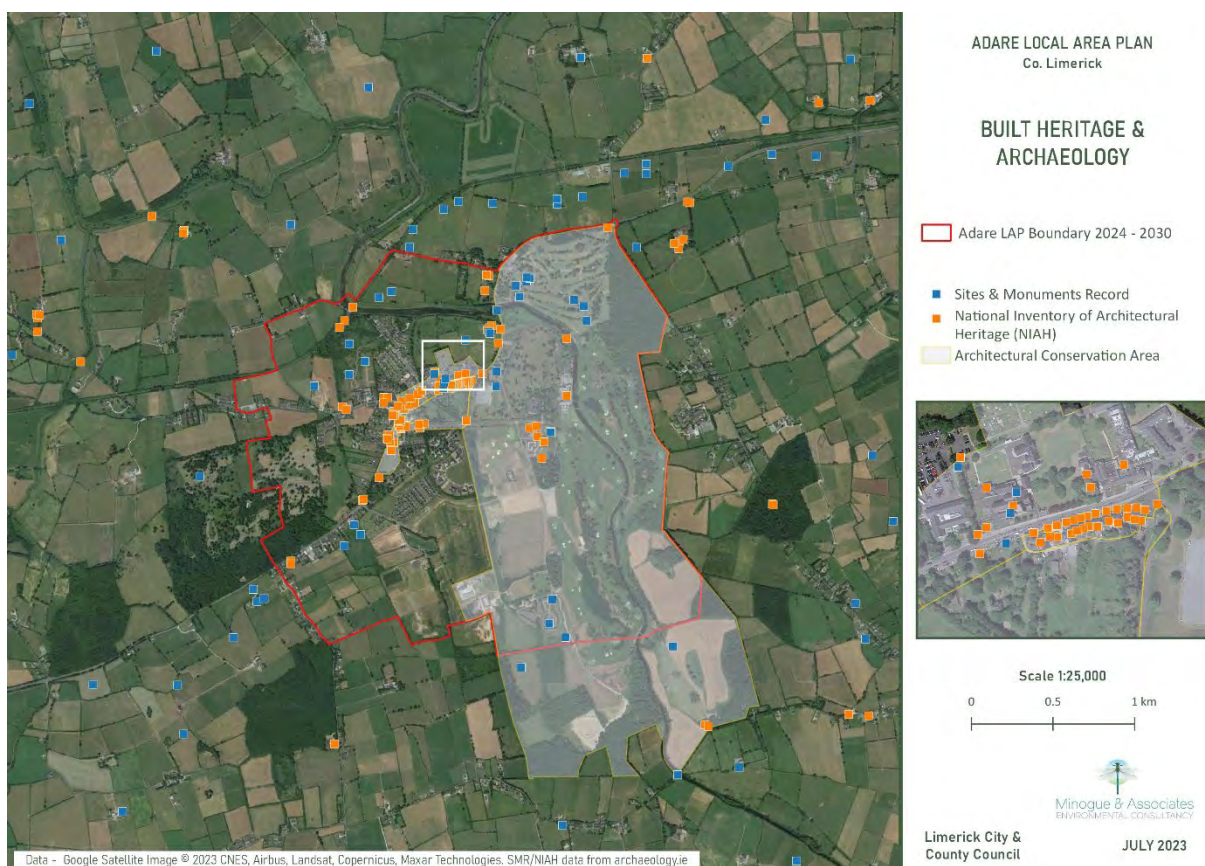 ADARE LOCAL AREA PLAN
Co. Limerick
BUILT HERITAGE &
ARCHAEOLOGY
Adare LAP Boundary 2024 - 2030
Sites & Monuments Record
National Inventory of Architectural
Heritage (NIAH)
Architectural Conservation Area
Scale 1:25,000
0 0.5 1 km
Minogue & Associates
ENVIRONMENTAL CONSULTANCY
Limerick City &
County Council
JULY 2023
Data - Google Satellite Image © 2023 CNES, Airbus, Landsat, Copernicus, Maxar Technologies. SMR/NIAH data from archaeology.ie